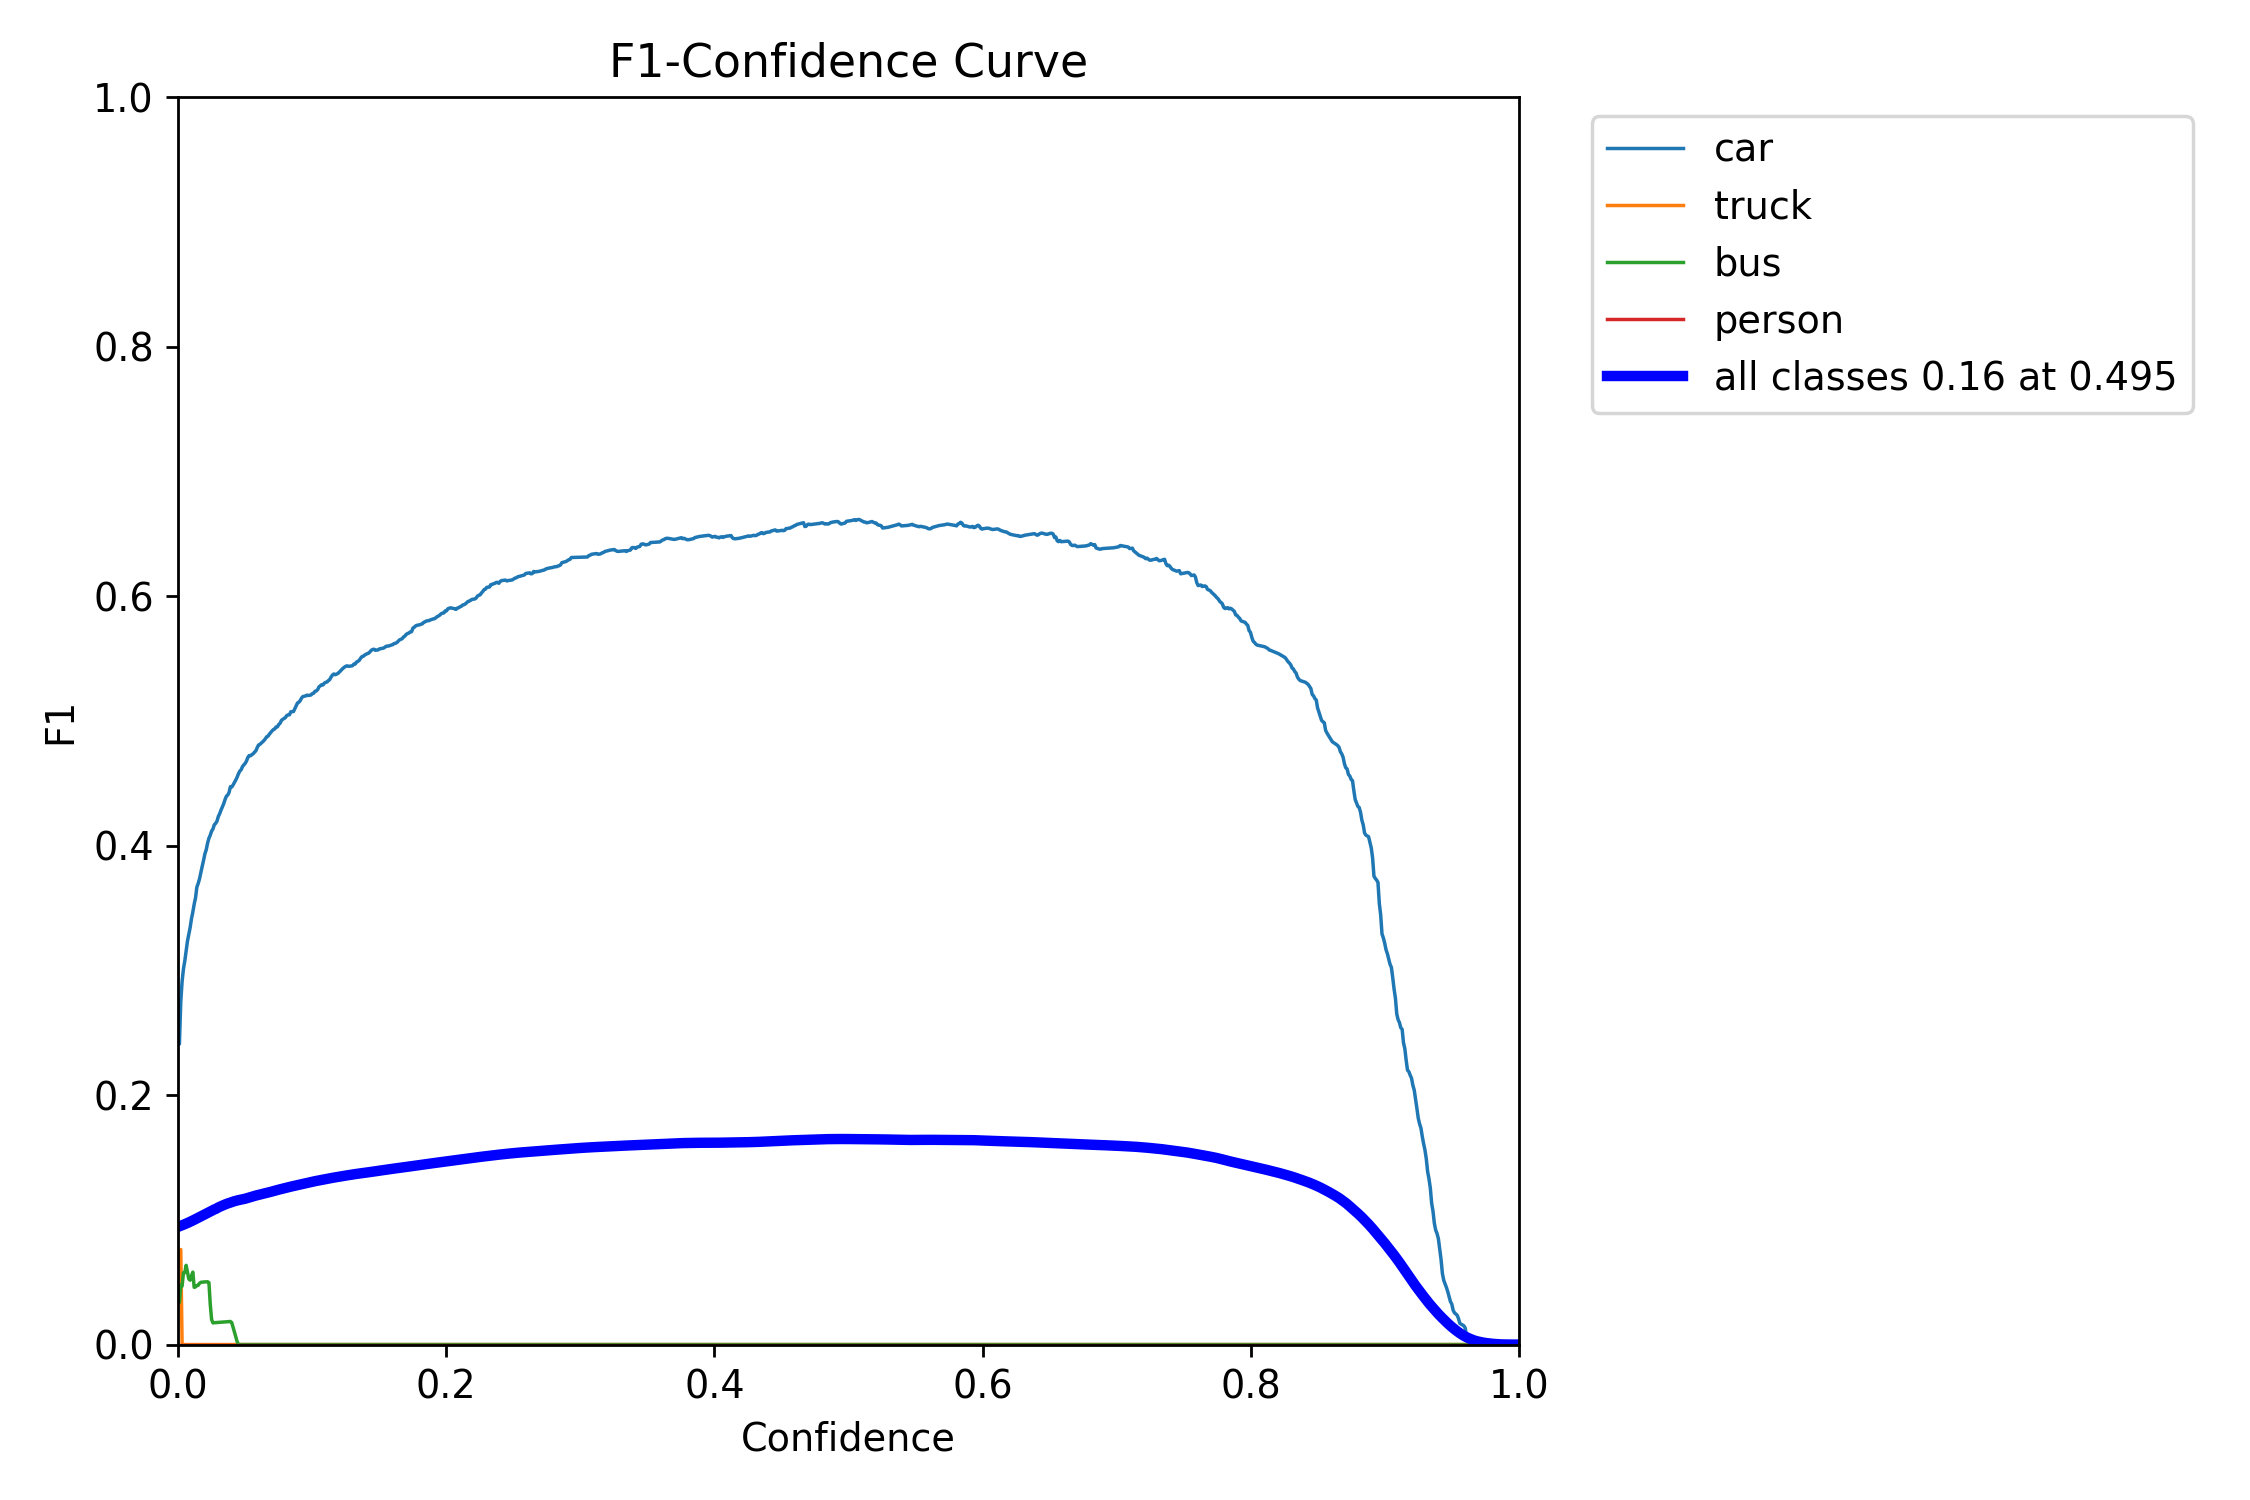 F1-Confidence Curve
1.0
0.8
0.6
0.4
0.2
0.0
F1
0.0 0.2 0.4 0.6 0.8 1.0
Confidence
car
truck
bus
person
all classes 0.16 at 0.495